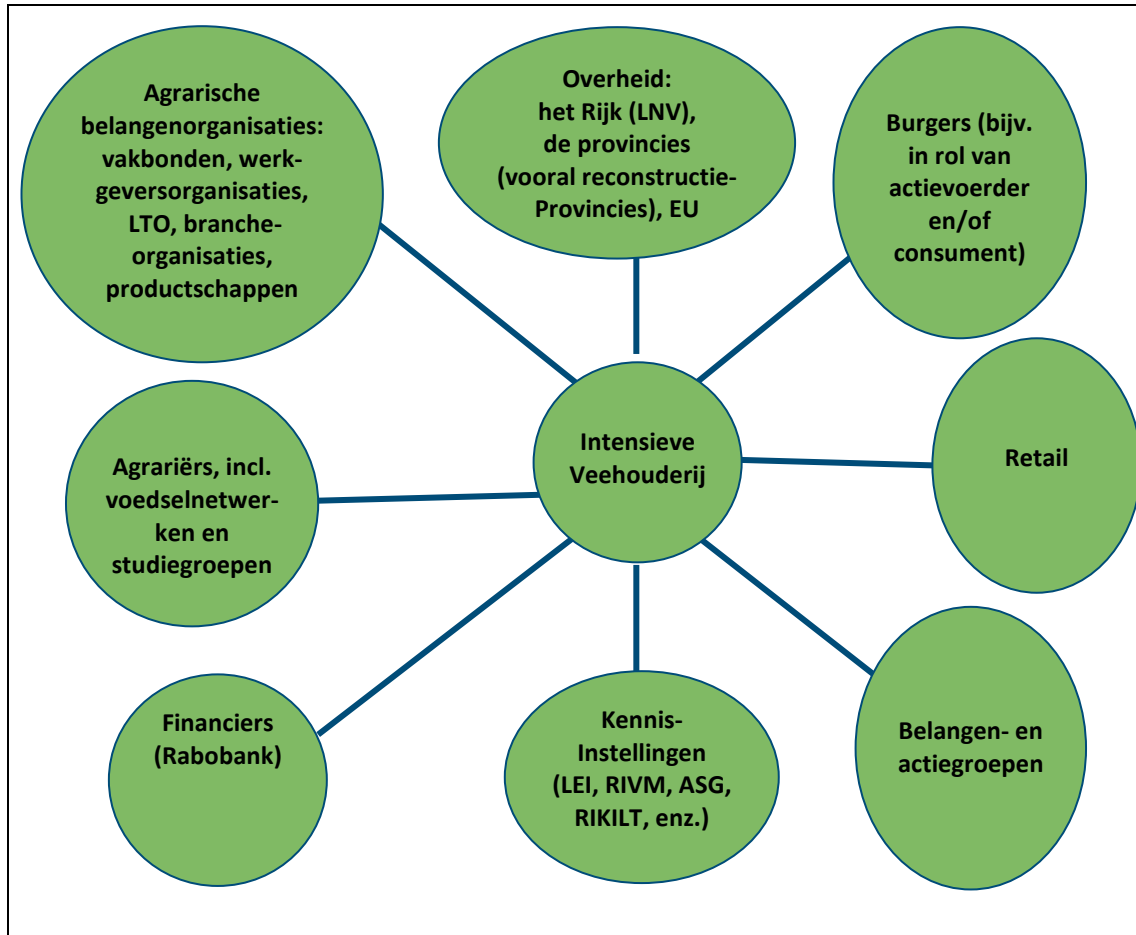 Agrarische
belangenorganisaties:
vakbonden, werk-
geversorganisaties,
LTO, branche-
organisaties,
productschappen
Overheid:
het Rijk (LNV),
de provincies
(vooral reconstructie-
Provincies), EU
Burgers (bijv.
in rol van
actievoerder
en/of
consument)
Agrariërs, incl.
voedselnetwer-
ken en
studiegroepen
Intensieve
Veehouderij
Retail
Financiers
(Rabobank)
Kennis-
Instellingen
(LEI, RIVM, ASG,
RIKILT, enz.)
Belangen- en
actiegroepen